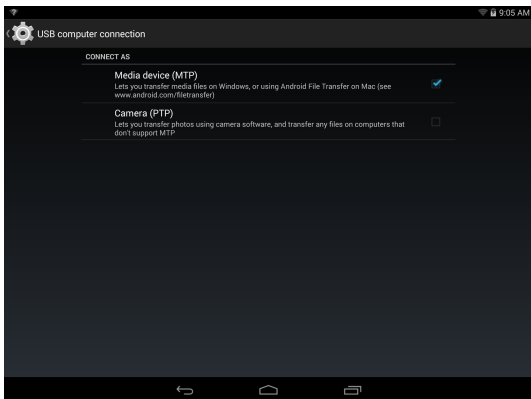 9:05 AM
USB computer connection
CONNECT AS
Media device (MTP)
Lets you transfer media files on Windows, or using Android File Transfer on Mac (see
www.android.com/filetransfer)
Camera (PTP)
Lets you transfer photos using camera software, and transfer any files on computers that
don't support MTP